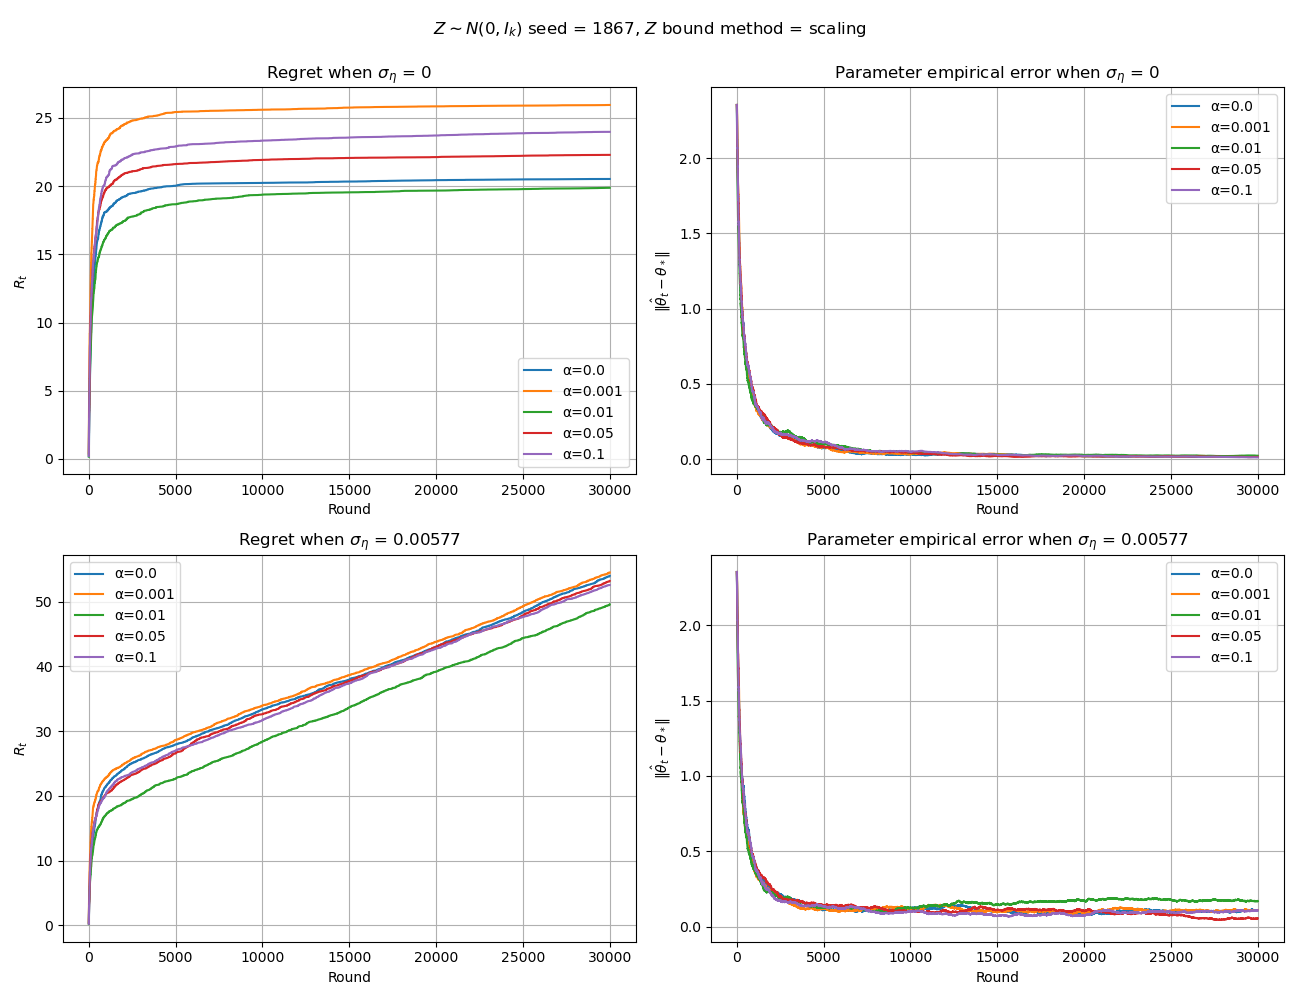 Z ∼ N(0, I_k) seed = 1867, Z bound method = scaling
Regret when σ_η = 0
R_t
25
20
15
10
5
0
0 5000 10000 15000 20000 25000 30000
Round
α=0.0
α=0.001
α=0.01
α=0.05
α=0.1
Parameter empirical error when σ_η = 0
‖θ̂_t − θ_*‖
2.0
1.5
1.0
0.5
0.0
0 5000 10000 15000 20000 25000 30000
Round
α=0.0
α=0.001
α=0.01
α=0.05
α=0.1
Regret when σ_η = 0.00577
R_t
50
40
30
20
10
0
0 5000 10000 15000 20000 25000 30000
Round
α=0.0
α=0.001
α=0.01
α=0.05
α=0.1
Parameter empirical error when σ_η = 0.00577
‖θ̂_t − θ_*‖
2.0
1.5
1.0
0.5
0.0
0 5000 10000 15000 20000 25000 30000
Round
α=0.0
α=0.001
α=0.01
α=0.05
α=0.1